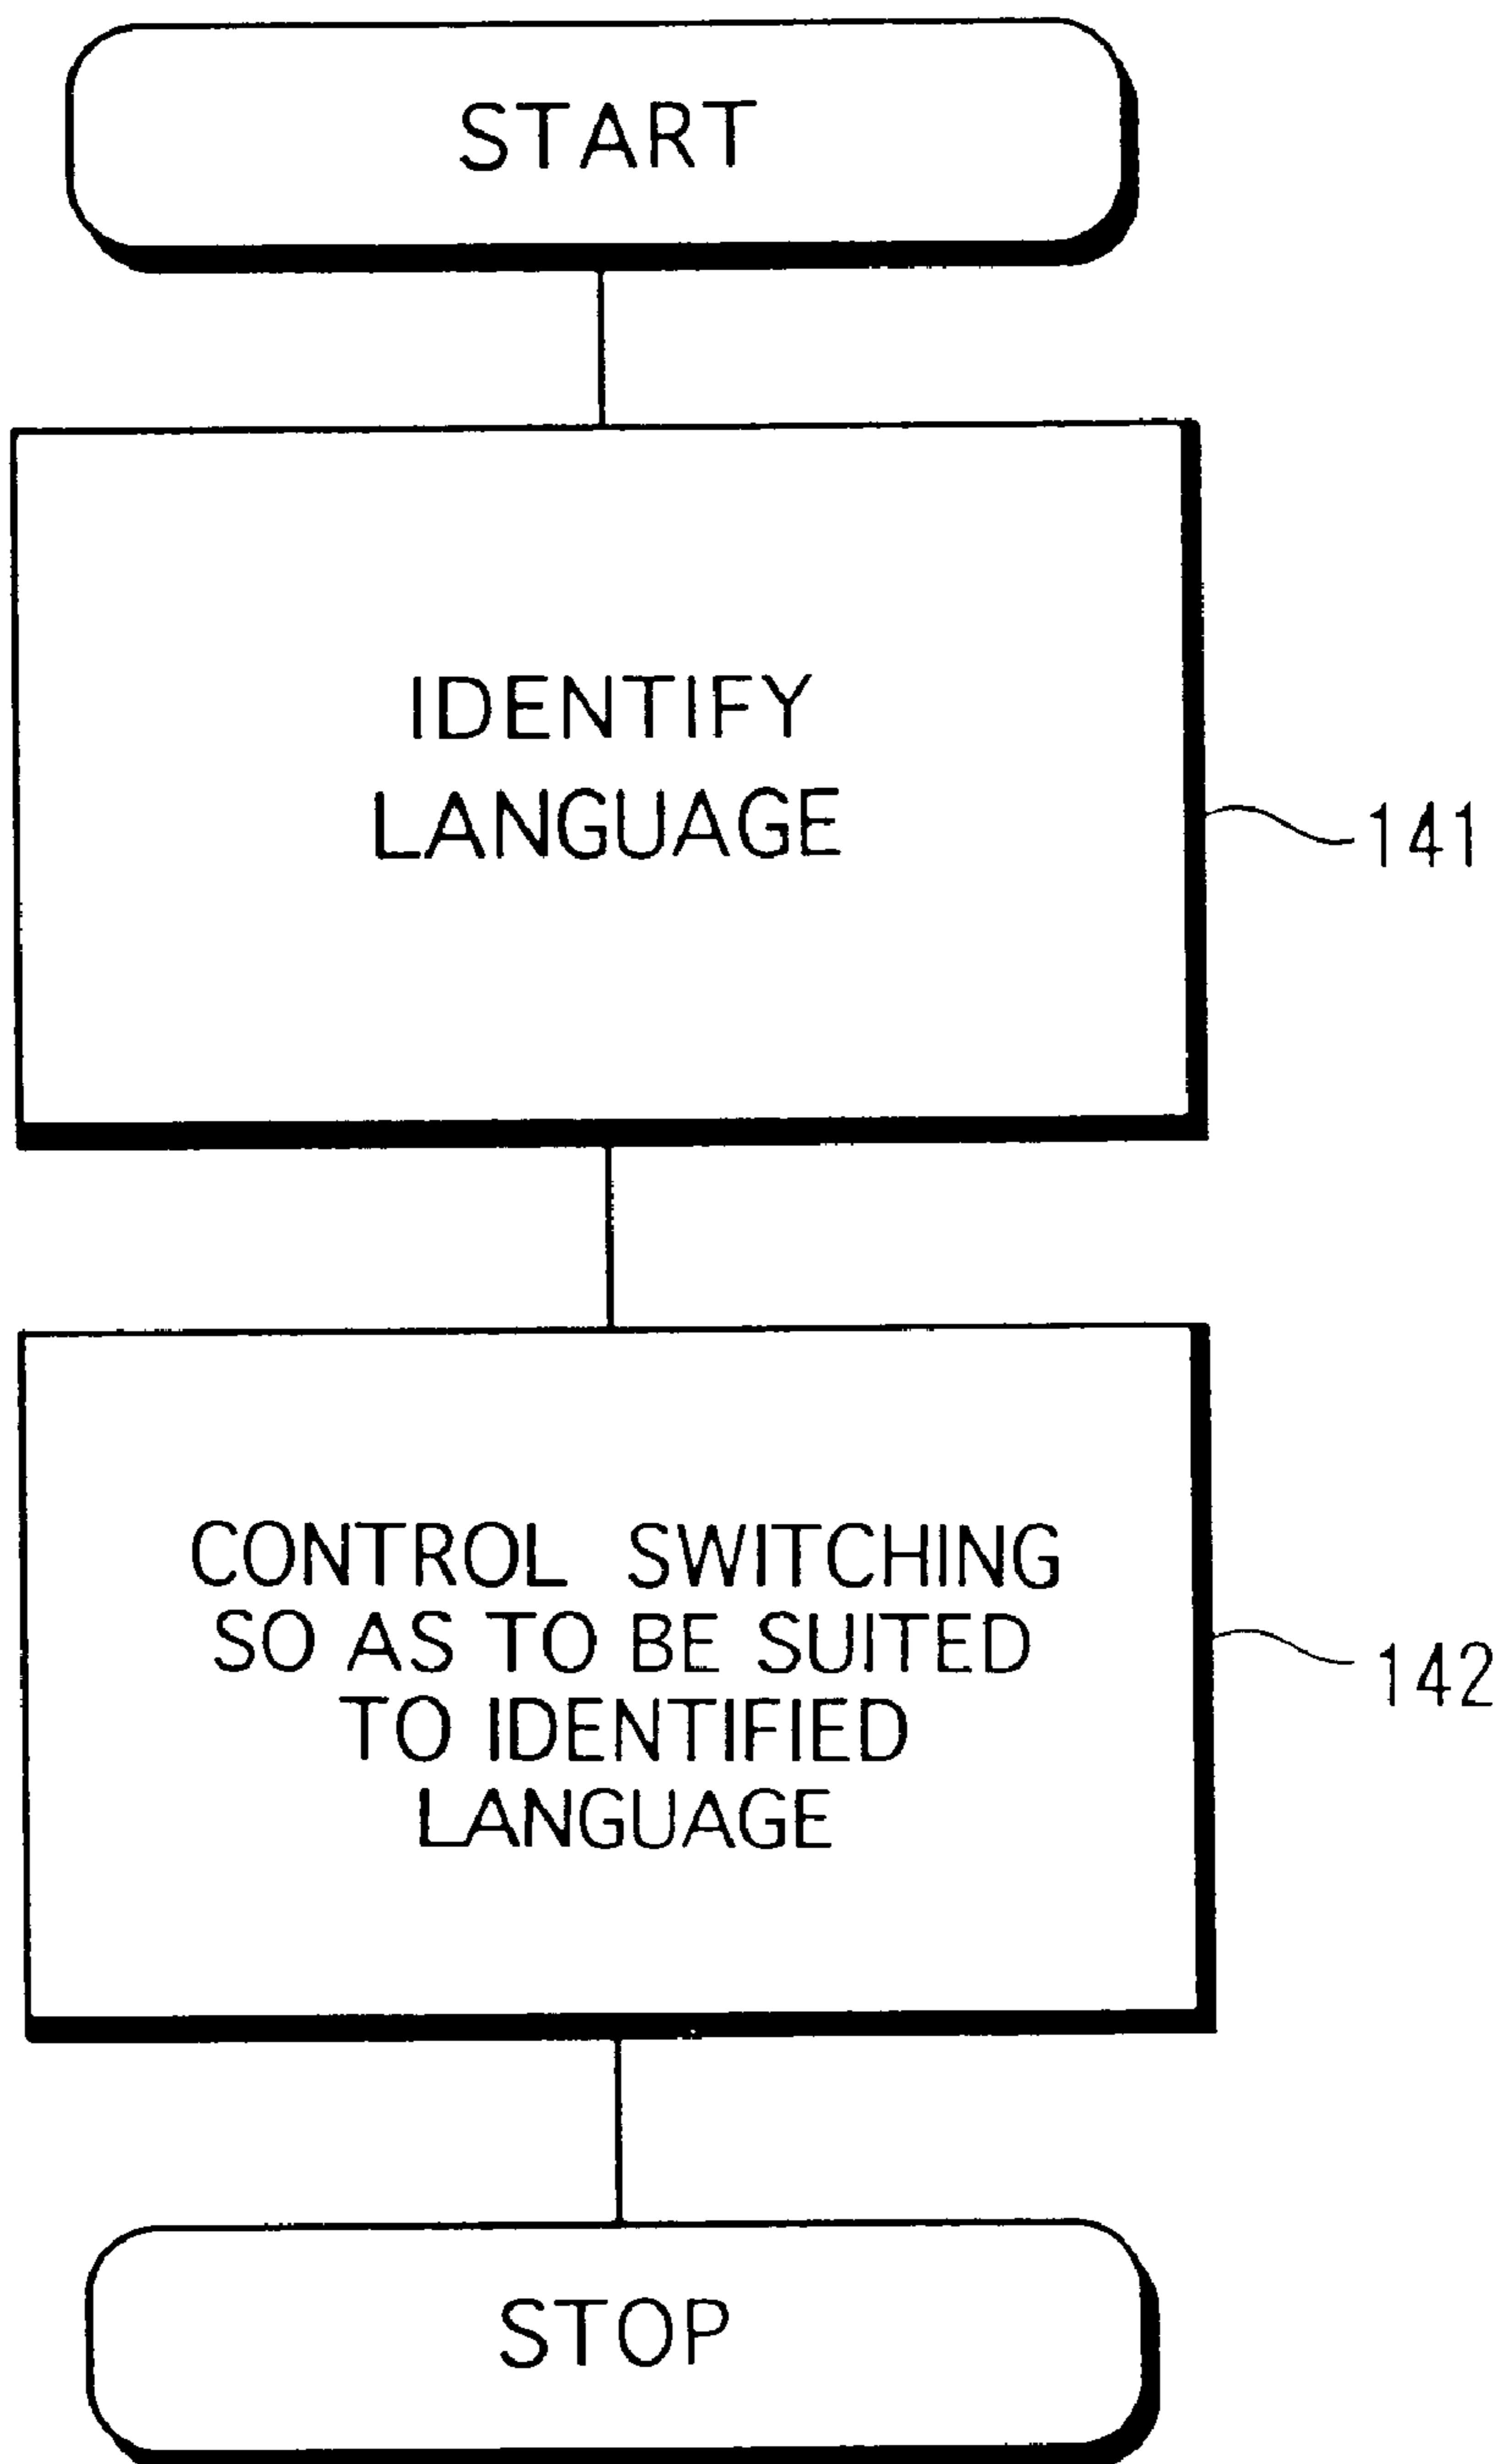 START
IDENTIFY
LANGUAGE
141
CONTROL SWITCHING
SO AS TO BE SUITED
TO IDENTIFIED
LANGUAGE
142
STOP